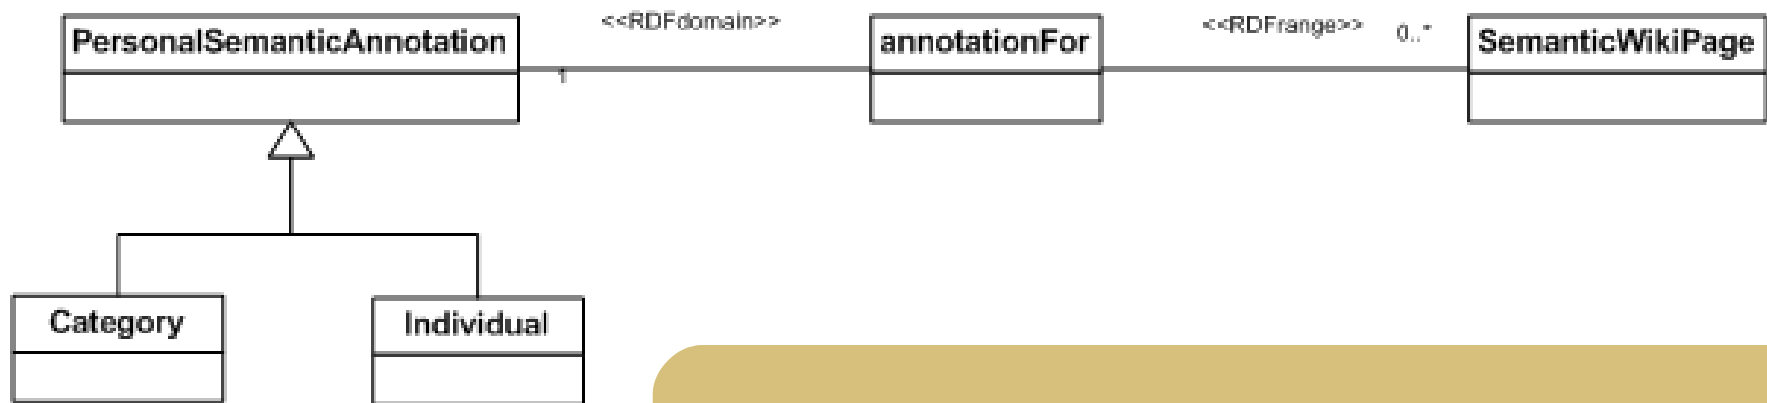 <<RDFdomain>>
<<RDFrange>>
0..*
PersonalSemanticAnnotation
annotationFor
SemanticWikiPage
1
Category
Individual